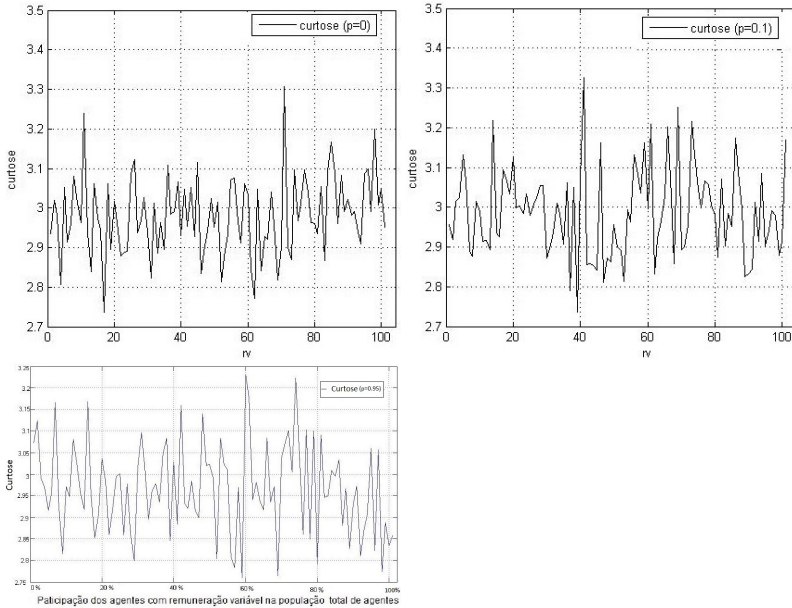 3.5
3.4
3.3
3.2
3.1
3
2.9
2.8
2.7
curtose
curtose (p=0)
0 20 40 60 80 100
rv
3.5
3.4
3.3
3.2
3.1
3
2.9
2.8
2.7
curtose
curtose (p=0.1)
0 20 40 60 80 100
rv
3.25
3.2
3.15
3.1
3.05
3
2.95
2.9
2.85
2.8
2.75
Curtose
Curtose (p=0.95)
0 % 20 % 40 % 60 % 80 % 100%
Paticipação dos agentes com remuneração variável na população total de agentes